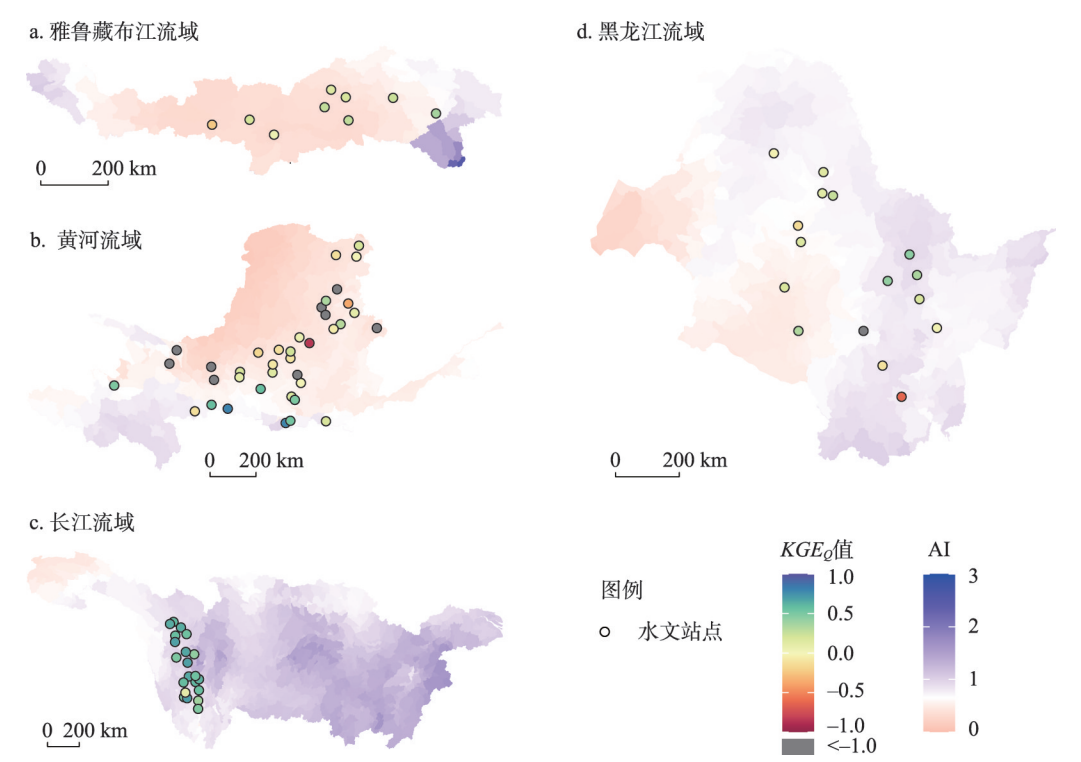 a. 雅鲁藏布江流域
0 200 km
b. 黄河流域
0 200 km
c. 长江流域
0 200 km
d. 黑龙江流域
0 200 km
图例
水文站点
KGEQ值
1.0
0.5
0.0
–0.5
–1.0
<–1.0
AI
3
2
1
0